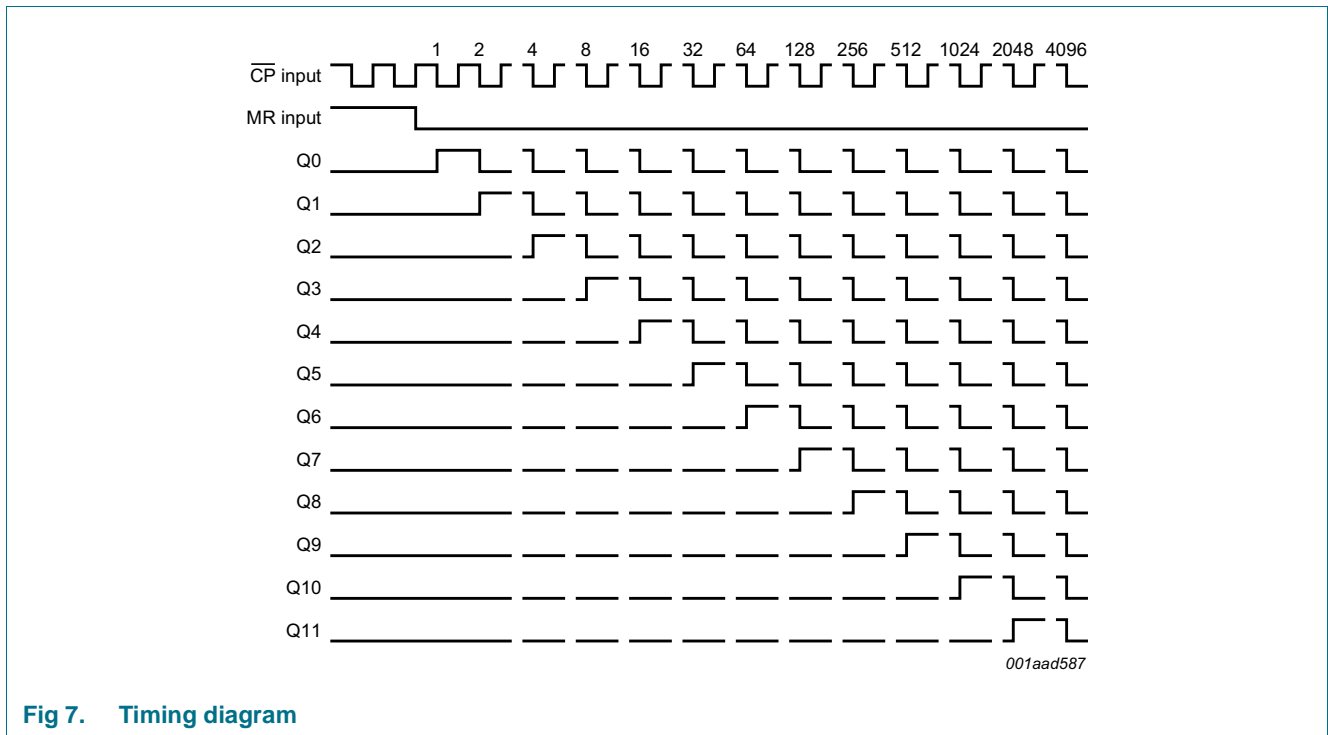 1 2 4 8 16 32 64 128 256 512 1024 2048 4096
CP input
MR input
Q0
Q1
Q2
Q3
Q4
Q5
Q6
Q7
Q8
Q9
Q10
Q11
001aad587
Fig 7. Timing diagram